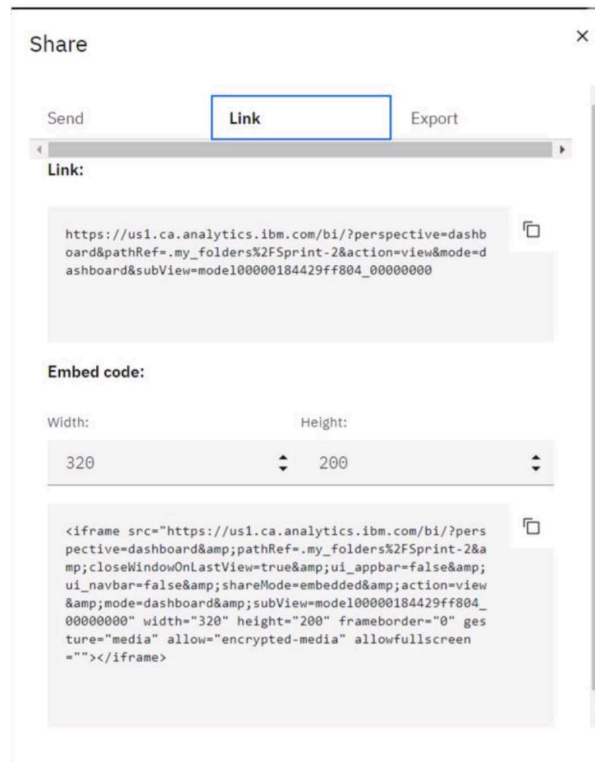 Share
Send Link Export
Link:
https://us1.ca.analytics.ibm.com/bi/?perspective=dashb
oard&pathRef=.my_folders%2FSprint-2&action=view&mode=d
ashboard&subView=model00000184429ff804_00000000
Embed code:
Width: Height:
320 200
<iframe src="https://us1.ca.analytics.ibm.com/bi/?pers
pective=dashboard&amp;pathRef=.my_folders%2FSprint-2&a
mp;closeWindowOnLastView=true&amp;ui_appbar=false&amp;
ui_navbar=false&amp;shareMode=embedded&amp;action=view
&amp;mode=dashboard&amp;subView=model00000184429ff804_
00000000" width="320" height="200" frameborder="0" ges
ture="media" allow="encrypted-media" allowfullscreen
=""></iframe>